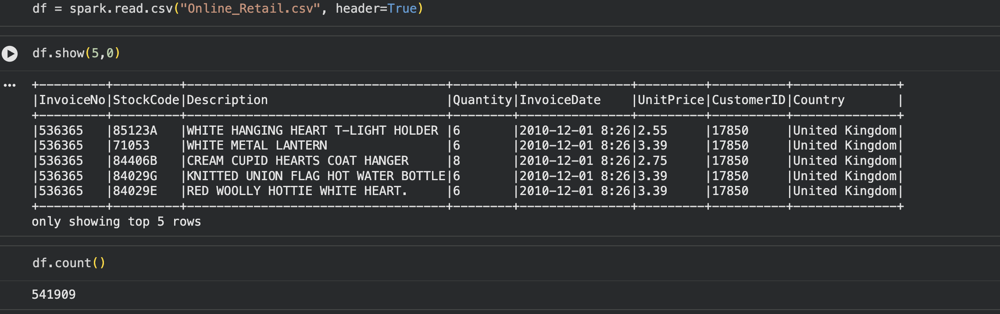 df = spark.read.csv("Online_Retail.csv", header=True)
df.show(5,0)
+---------+---------+-----------------------------------+--------+---------------+---------+----------+--------------+
|InvoiceNo|StockCode|Description                        |Quantity|InvoiceDate    |UnitPrice|CustomerID|Country       |
+---------+---------+-----------------------------------+--------+---------------+---------+----------+--------------+
|536365   |85123A   |WHITE HANGING HEART T-LIGHT HOLDER |6       |2010-12-01 8:26|2.55     |17850     |United Kingdom|
|536365   |71053    |WHITE METAL LANTERN                |6       |2010-12-01 8:26|3.39     |17850     |United Kingdom|
|536365   |84406B   |CREAM CUPID HEARTS COAT HANGER     |8       |2010-12-01 8:26|2.75     |17850     |United Kingdom|
|536365   |84029G   |KNITTED UNION FLAG HOT WATER BOTTLE|6       |2010-12-01 8:26|3.39     |17850     |United Kingdom|
|536365   |84029E   |RED WOOLLY HOTTIE WHITE HEART.     |6       |2010-12-01 8:26|3.39     |17850     |United Kingdom|
+---------+---------+-----------------------------------+--------+---------------+---------+----------+--------------+
only showing top 5 rows
df.count()
541909